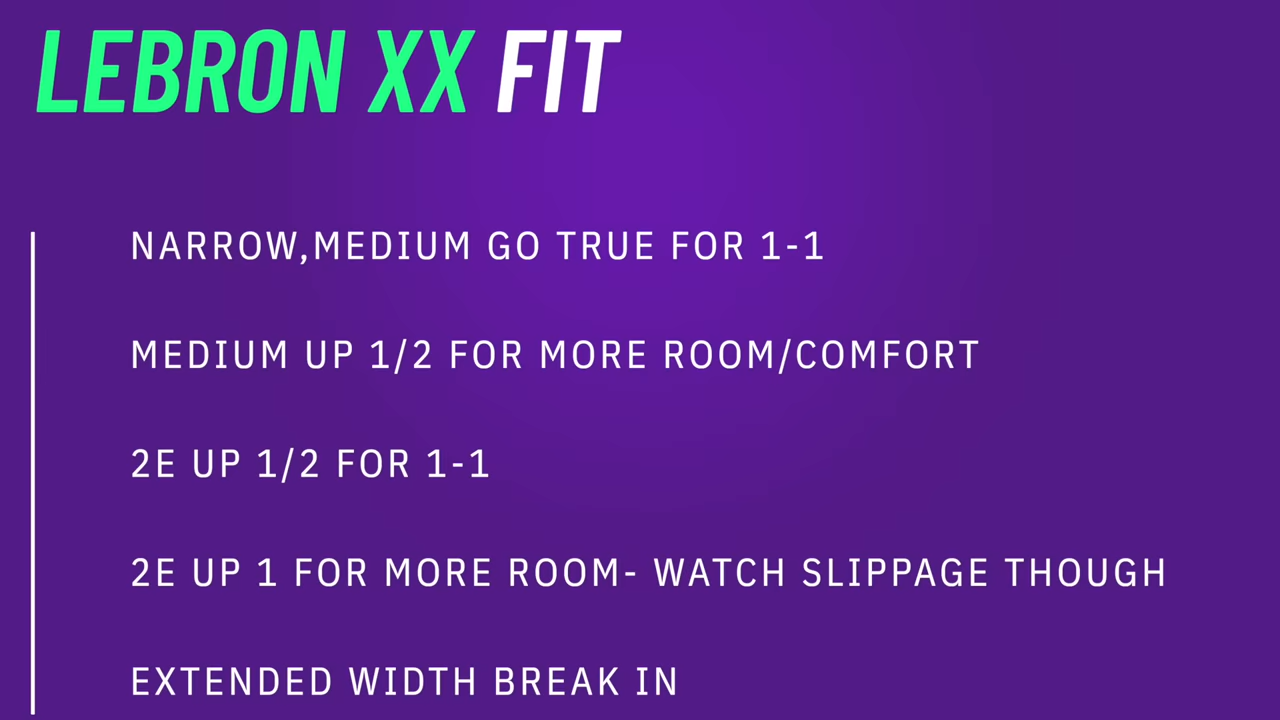 LEBRON XX FIT
NARROW,MEDIUM GO TRUE FOR 1-1
MEDIUM UP 1/2 FOR MORE ROOM/COMFORT
2E UP 1/2 FOR 1-1
2E UP 1 FOR MORE ROOM- WATCH SLIPPAGE THOUGH
EXTENDED WIDTH BREAK IN